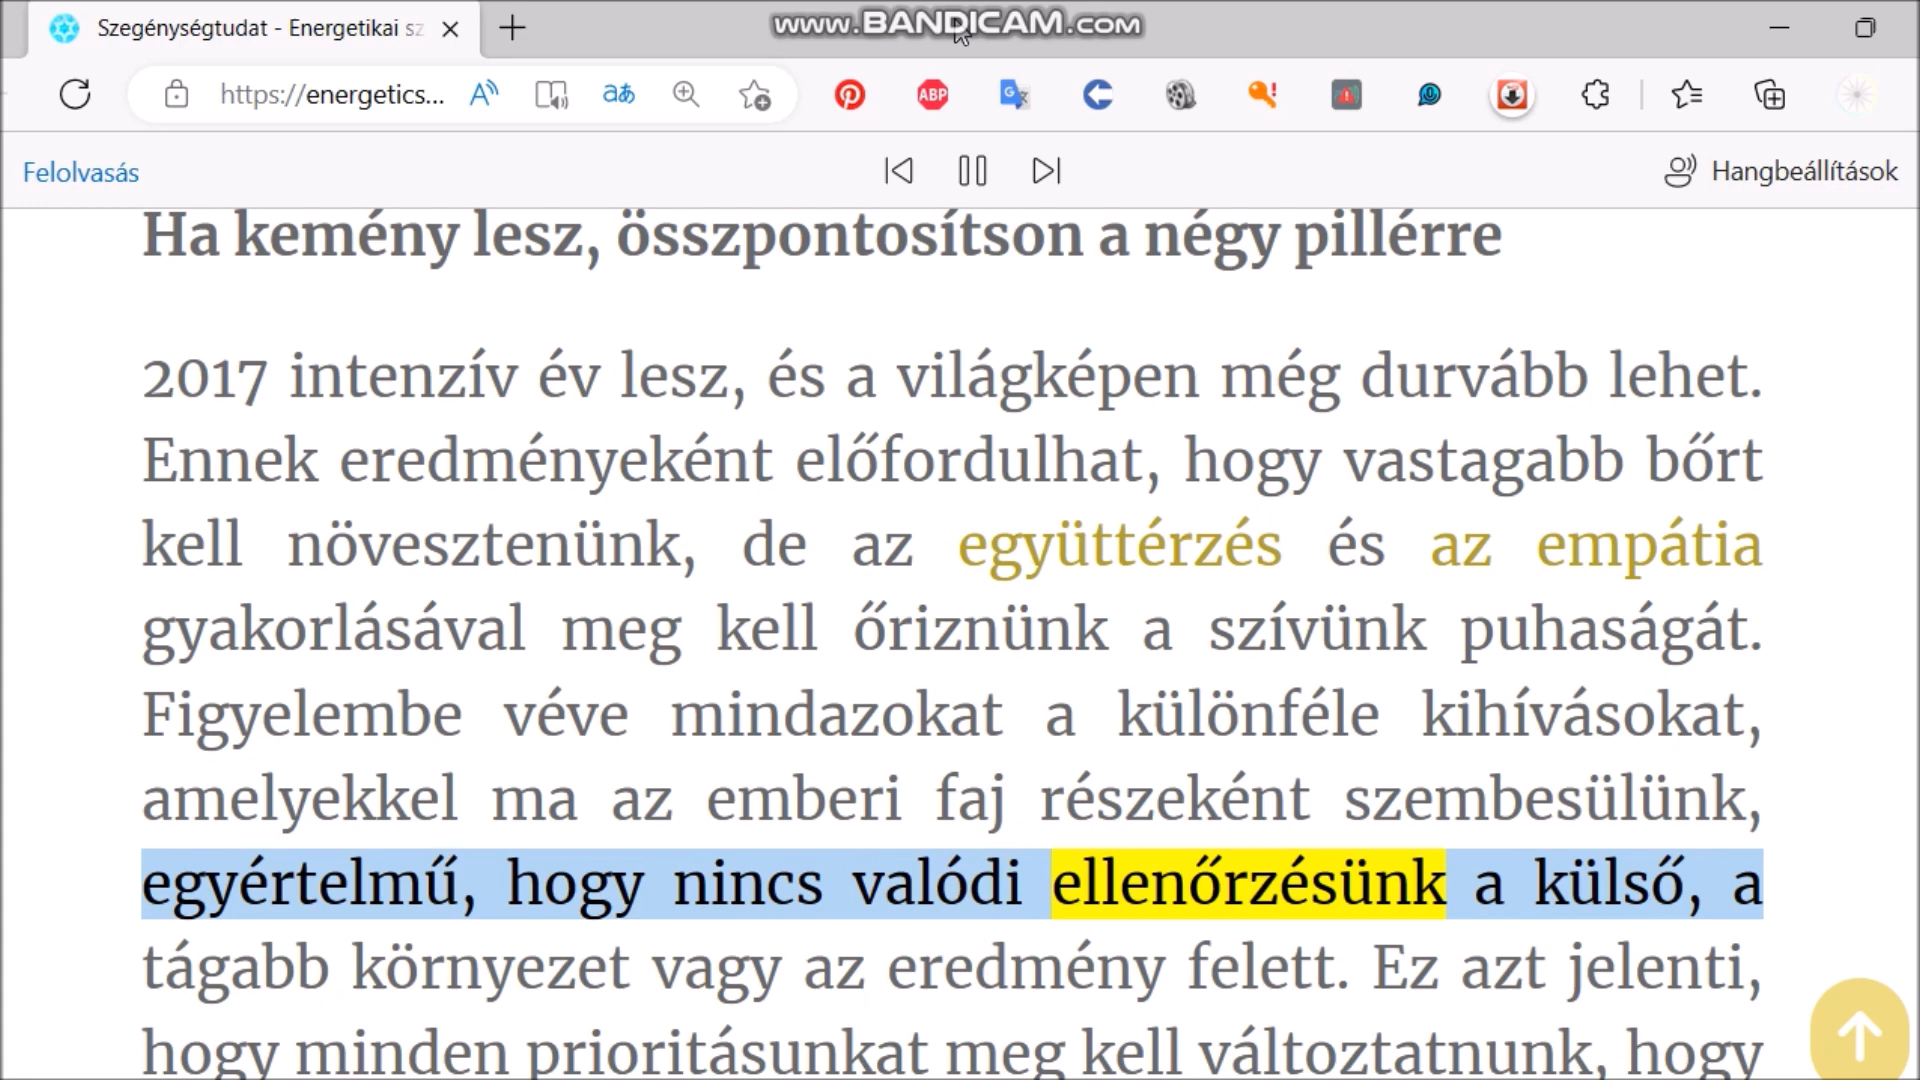 Szegénységtudat - Energetikai sz
www.BANDICAM.com
https://energetics...
aあ
ABP
Felolvasás
Hangbeállítások
Ha kemény lesz, összpontosítson a négy pillérre
2017 intenzív év lesz, és a világképen még durvább lehet.
Ennek eredményeként előfordulhat, hogy vastagabb bőrt
kell növesztenünk, de az együttérzés és az empátia
gyakorlásával meg kell őriznünk a szívünk puhaságát.
Figyelembe véve mindazokat a különféle kihívásokat,
amelyekkel ma az emberi faj részeként szembesülünk,
egyértelmű, hogy nincs valódi ellenőrzésünk a külső, a
tágabb környezet vagy az eredmény felett. Ez azt jelenti,
hogy minden prioritásunkat meg kell változtatnunk, hogy